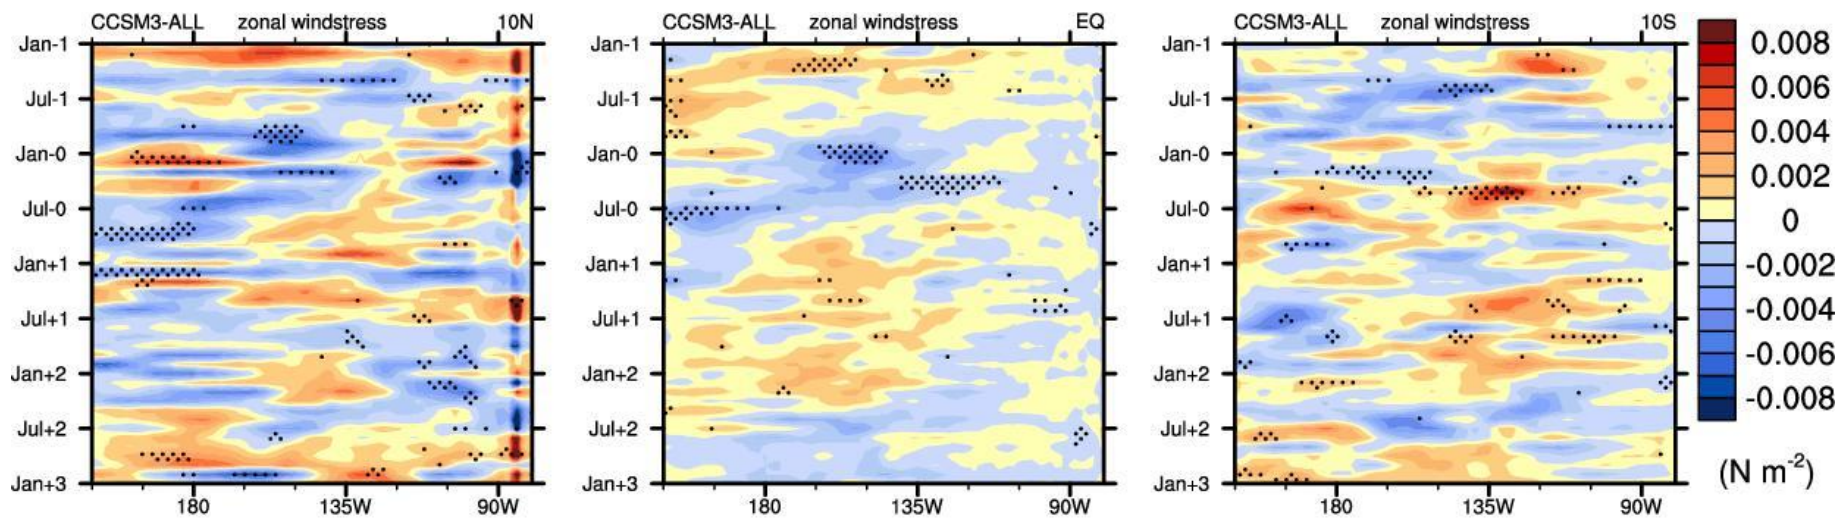 CCSM3-ALL zonal windstress 10N
Jan-1
Jul-1
Jan-0
Jul-0
Jan+1
Jul+1
Jan+2
Jul+2
Jan+3
180 135W 90W
CCSM3-ALL zonal windstress EQ
Jan-1
Jul-1
Jan-0
Jul-0
Jan+1
Jul+1
Jan+2
Jul+2
Jan+3
180 135W 90W
CCSM3-ALL zonal windstress 10S
Jan-1
Jul-1
Jan-0
Jul-0
Jan+1
Jul+1
Jan+2
Jul+2
Jan+3
180 135W 90W
0.008
0.006
0.004
0.002
0
-0.002
-0.004
-0.006
-0.008
(N m-2)